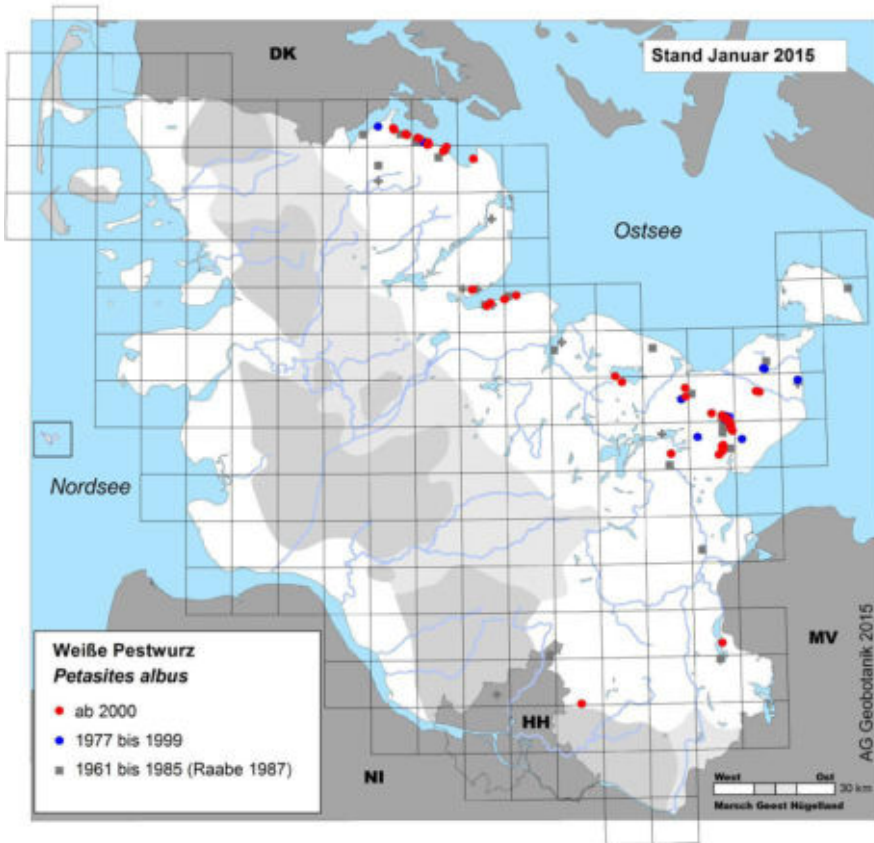 DK
Stand Januar 2015
Ostsee
Nordsee
MV
HH
NI
Weiße Pestwurz
Petasites albus
ab 2000
1977 bis 1999
1961 bis 1985 (Raabe 1987)
West Ost
30 km
Marsch Geest Hügelland
AG Geobotanik 2015